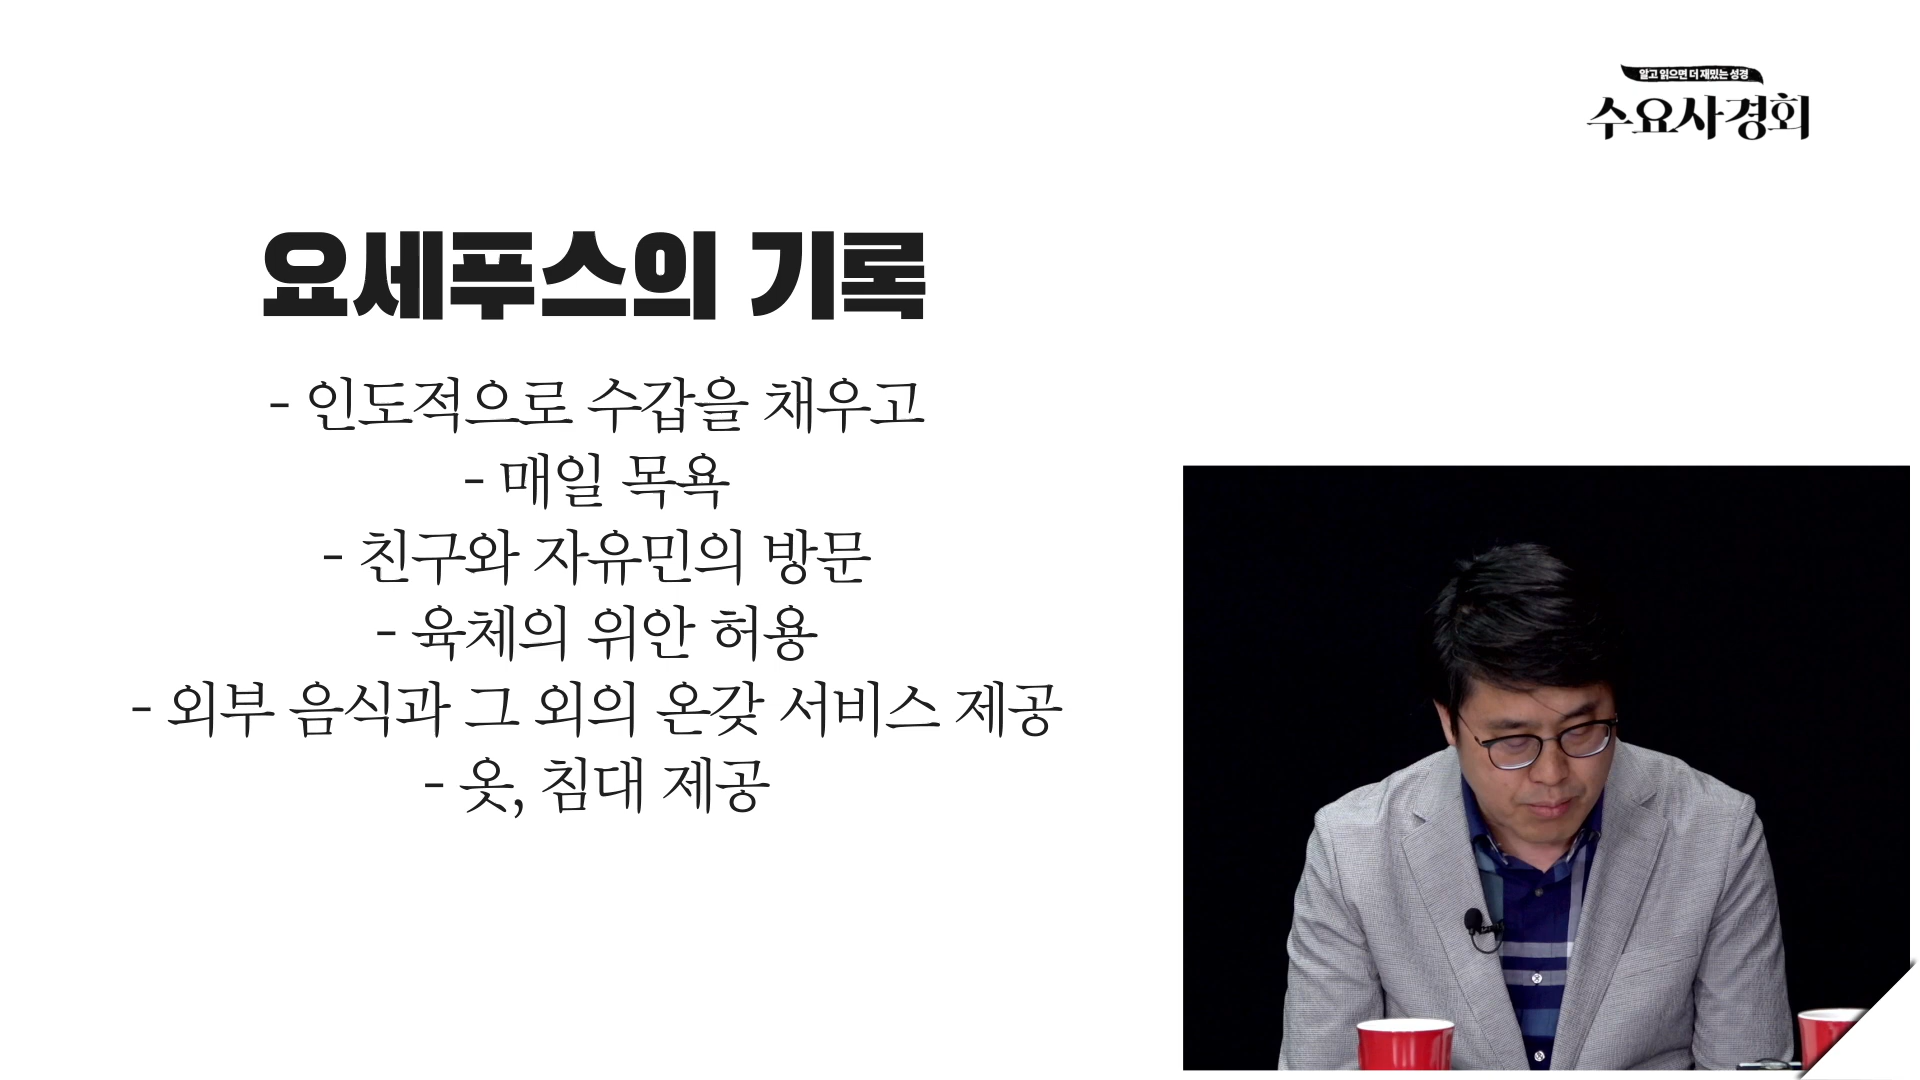 알고 읽으면 더 재밌는 성경
수요사경회
요세푸스의 기록
- 인도적으로 수갑을 채우고
- 매일 목욕
- 친구와 자유민의 방문
- 육체의 위안 허용
- 외부 음식과 그 외의 온갖 서비스 제공
- 옷, 침대 제공